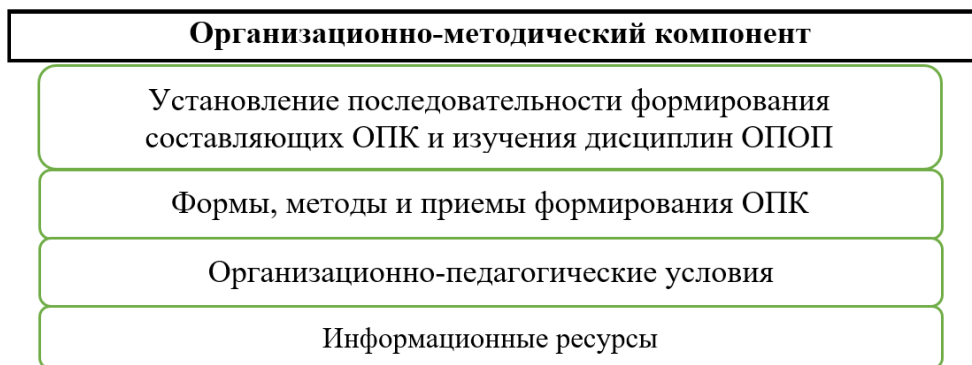 Организационно-методический компонент
Установление последовательности формирования
составляющих ОПК и изучения дисциплин ОПОП
Формы, методы и приемы формирования ОПК
Организационно-педагогические условия
Информационные ресурсы